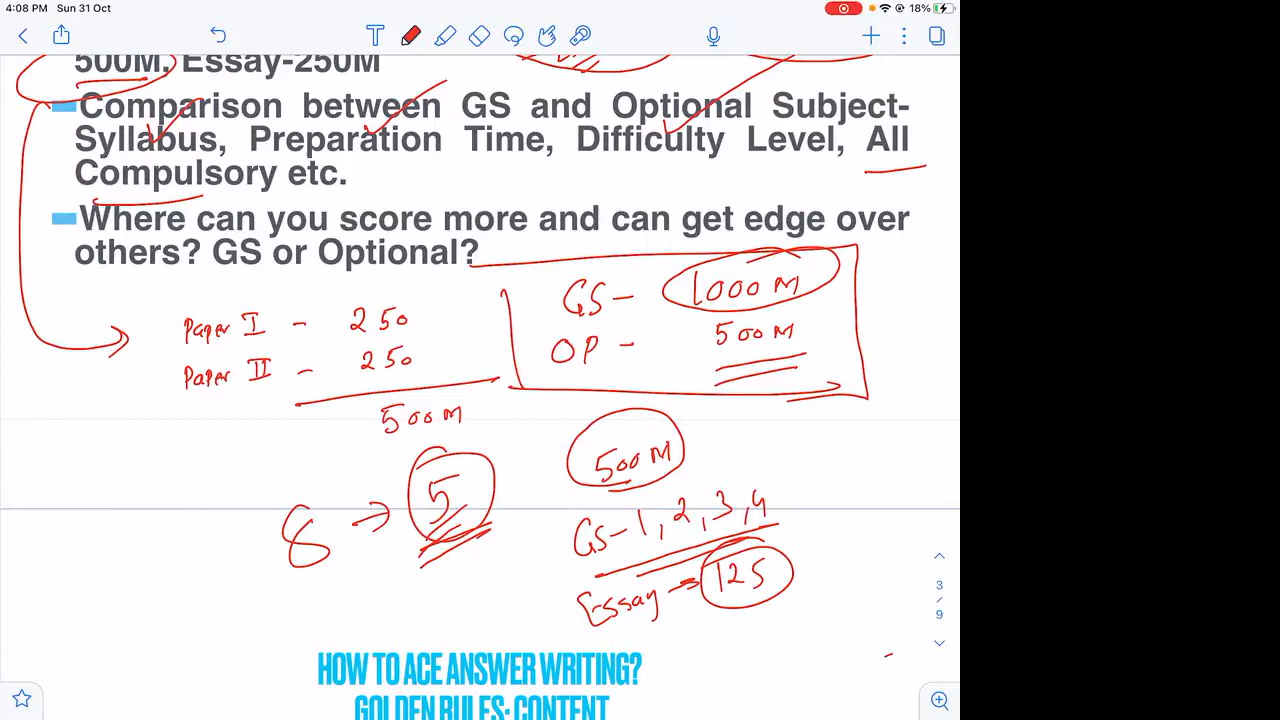 4:08 PM Sun 31 Oct
18%
500M, Essay-250M
Comparison between GS and Optional Subject-
Syllabus, Preparation Time, Difficulty Level, All
Compulsory etc.
Where can you score more and can get edge over
others? GS or Optional?
GS - 1000 M
OP - 500 M
Paper I - 250
Paper II - 250
500M
500 M
8 → 5
GS-1, 2, 3, 4
Essay → 125
3
/
9
HOW TO ACE ANSWER WRITING?
GOLDEN RULES: CONTENT